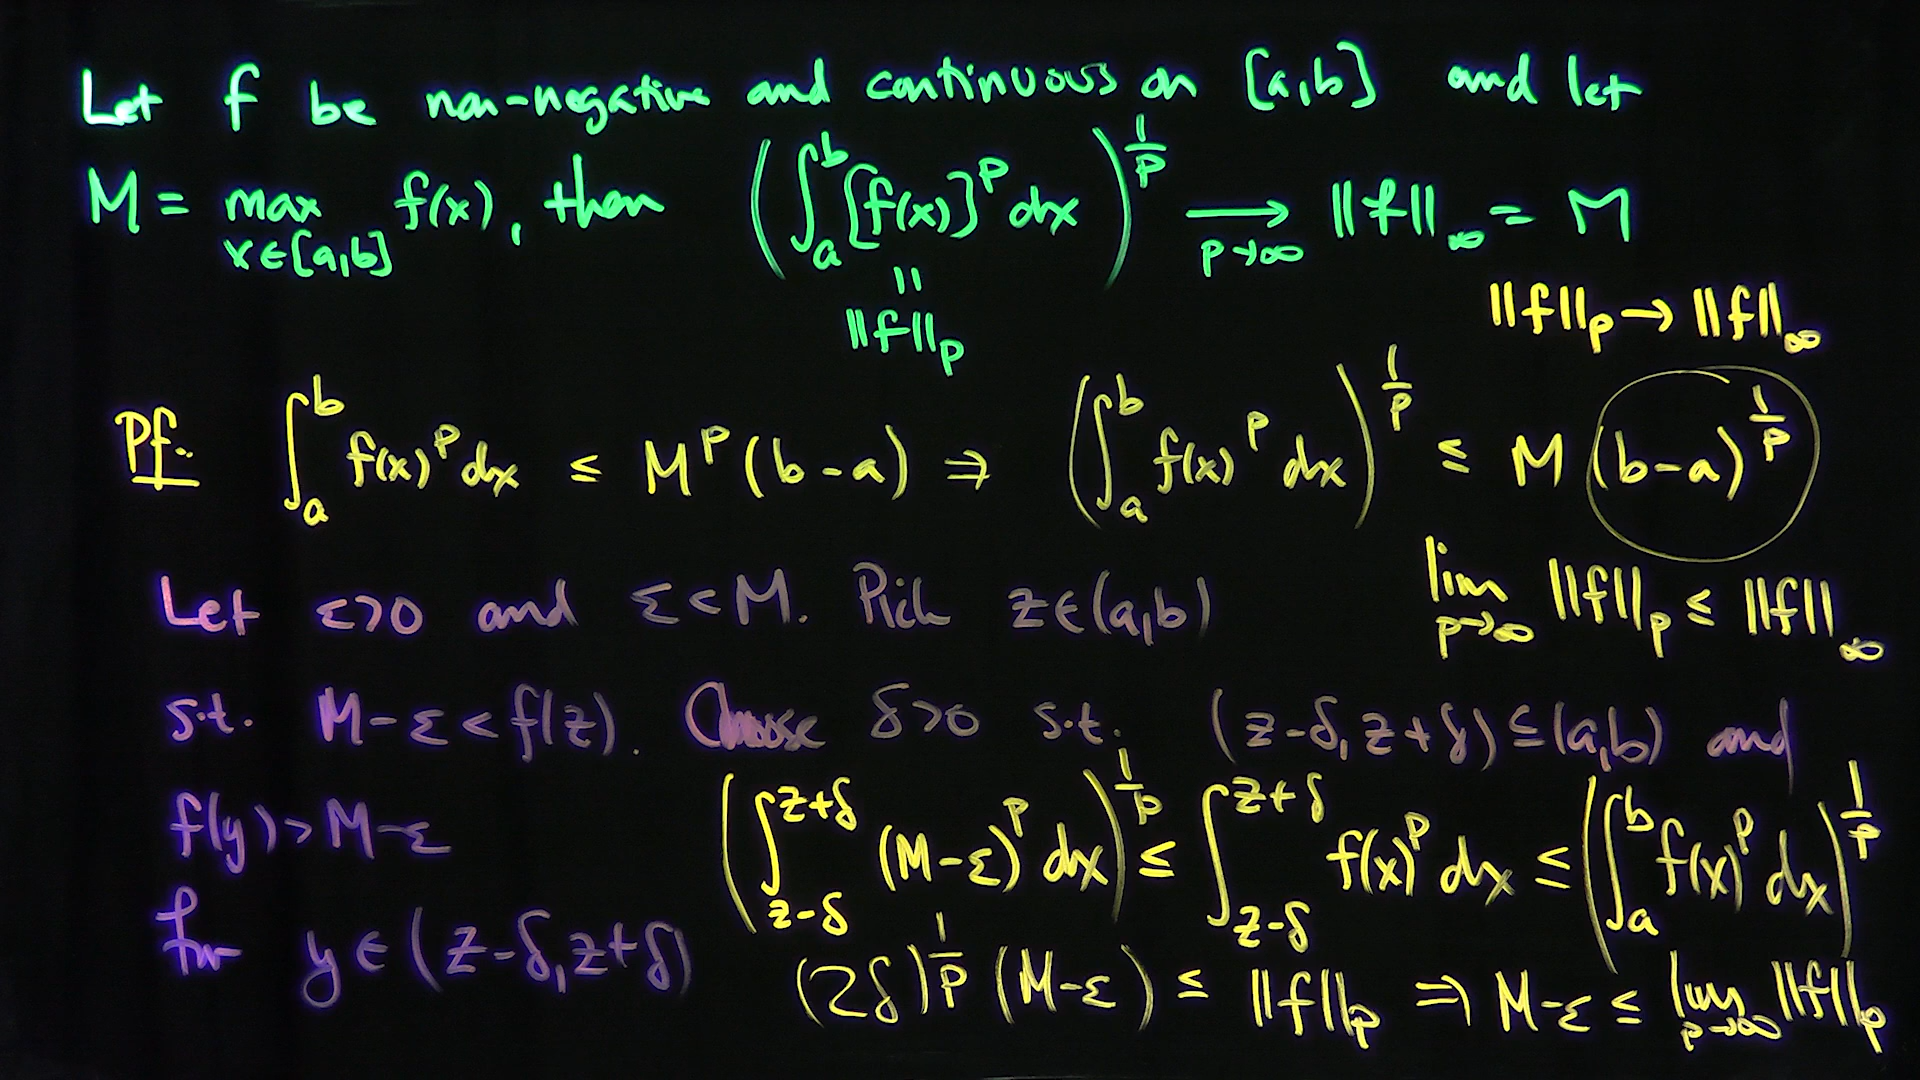 Let f be non-negative and continuous on [a,b] and let
M = max_{x∈[a,b]} f(x), then (∫_a^b [f(x)]^p dx)^{1/p} →_{p→∞} ‖f‖_∞ = M
‖
‖f‖_p
‖f‖_p → ‖f‖_∞
Pf. ∫_a^b f(x)^p dx ≤ M^p (b-a) ⇒ (∫_a^b f(x)^p dx)^{1/p} ≤ M (b-a)^{1/p}
lim_{p→∞} ‖f‖_p ≤ ‖f‖_∞
Let ε>0 and ε<M. Pick z∈(a,b)
s.t. M-ε < f(z). Choose δ>0 s.t. (z-δ, z+δ) ⊆ (a,b) and
f(y) > M-ε
for y ∈ (z-δ, z+δ)
(∫_{z-δ}^{z+δ} (M-ε)^p dx)^{1/p} ≤ ∫_{z-δ}^{z+δ} f(x)^p dx ≤ (∫_a^b f(x)^p dx)^{1/p}
(2δ)^{1/p} (M-ε) ≤ ‖f‖_p ⇒ M-ε ≤ lim_{p→∞} ‖f‖_p